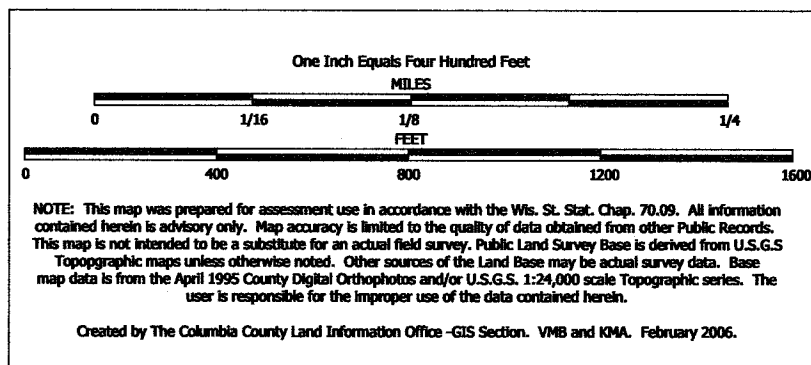 One Inch Equals Four Hundred Feet
MILES
0 1/16 1/8 1/4
FEET
0 400 800 1200 1600
NOTE: This map was prepared for assessment use in accordance with the Wis. St. Stat. Chap. 70.09. All information
contained herein is advisory only. Map accuracy is limited to the quality of data obtained from other Public Records.
This map is not intended to be a substitute for an actual field survey. Public Land Survey Base is derived from U.S.G.S
Topopgraphic maps unless otherwise noted. Other sources of the Land Base may be actual survey data. Base
map data is from the April 1995 County Digital Orthophotos and/or U.S.G.S. 1:24,000 scale Topographic series. The
user is responsible for the improper use of the data contained herein.
Created by The Columbia County Land Information Office -GIS Section. VMB and KMA. February 2006.